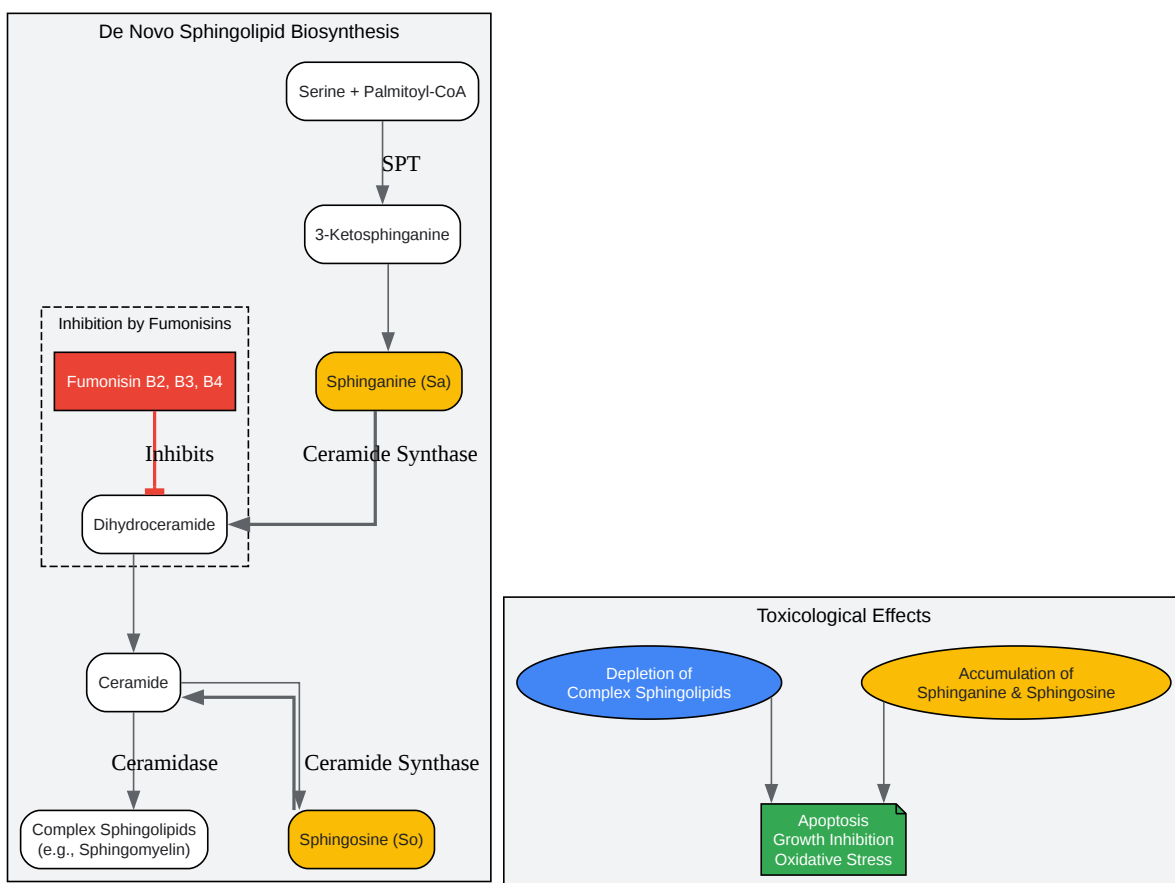 De Novo Sphingolipid Biosynthesis
Serine + Palmitoyl-CoA
SPT
3-Ketosphinganine
Inhibition by Fumonisins
Fumonisin B2, B3, B4
Sphinganine (Sa)
Inhibits
Ceramide Synthase
Dihydroceramide
Ceramide
Ceramidase
Ceramide Synthase
Complex Sphingolipids
(e.g., Sphingomyelin)
Sphingosine (So)
Toxicological Effects
Depletion of
Complex Sphingolipids
Accumulation of
Sphinganine & Sphingosine
Apoptosis
Growth Inhibition
Oxidative Stress